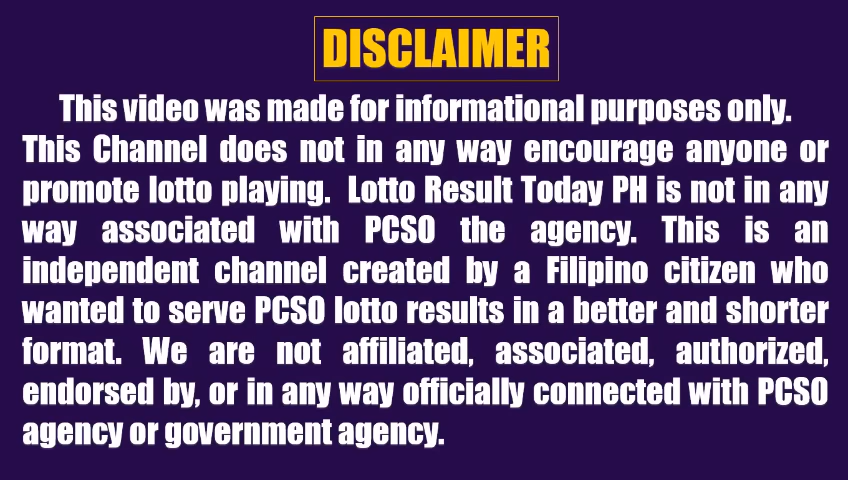 DISCLAIMER
This video was made for informational purposes only.
This Channel does not in any way encourage anyone or
promote lotto playing. Lotto Result Today PH is not in any
way associated with PCSO the agency. This is an
independent channel created by a Filipino citizen who
wanted to serve PCSO lotto results in a better and shorter
format. We are not affiliated, associated, authorized,
endorsed by, or in any way officially connected with PCSO
agency or government agency.